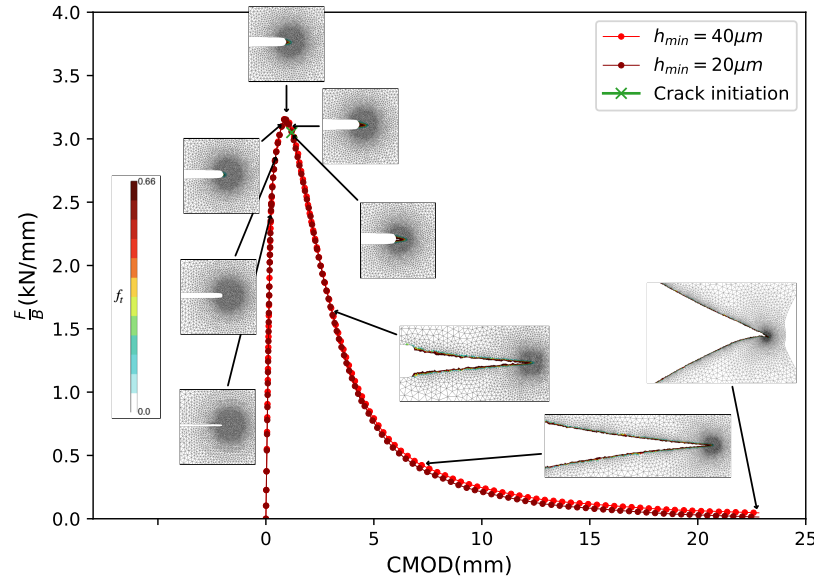 4.0
3.5
3.0
2.5
2.0
1.5
1.0
0.5
0.0
F/B (kN/mm)
0.66
f_t
0.0
h_min = 40μm
h_min = 20μm
Crack initiation
0 5 10 15 20 25
CMOD(mm)